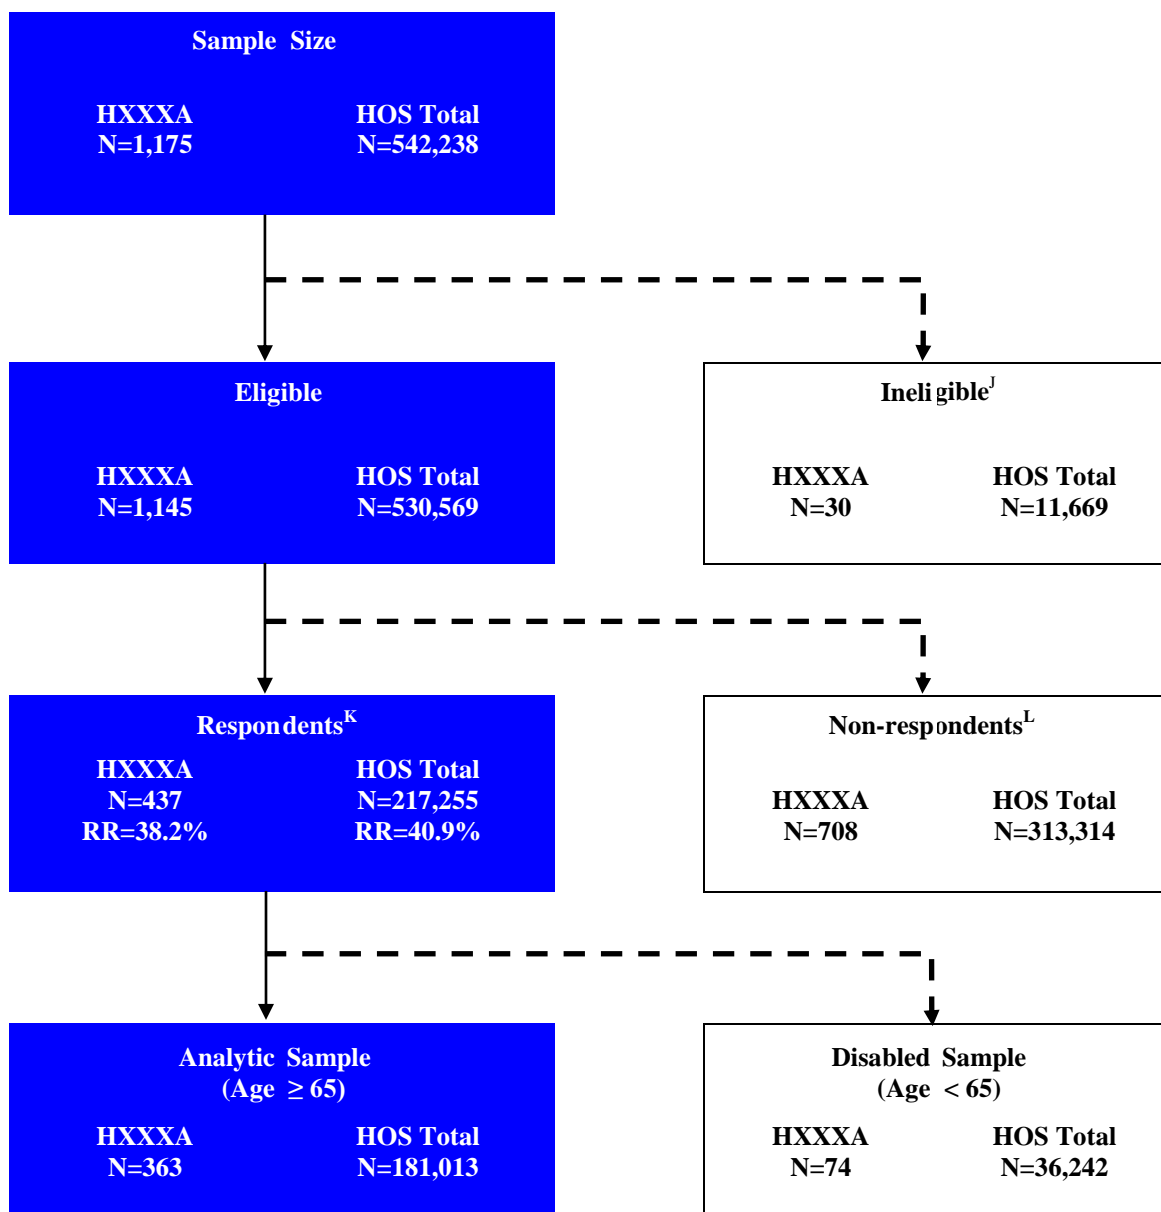 Sample Size
HXXXA HOS Total
N=1,175 N=542,238
Eligible
HXXXA HOS Total
N=1,145 N=530,569
Ineligible^J
HXXXA HOS Total
N=30 N=11,669
Respondents^K
HXXXA HOS Total
N=437 N=217,255
RR=38.2% RR=40.9%
Non-respondents^L
HXXXA HOS Total
N=708 N=313,314
Analytic Sample
(Age ≥ 65)
HXXXA HOS Total
N=363 N=181,013
Disabled Sample
(Age < 65)
HXXXA HOS Total
N=74 N=36,242